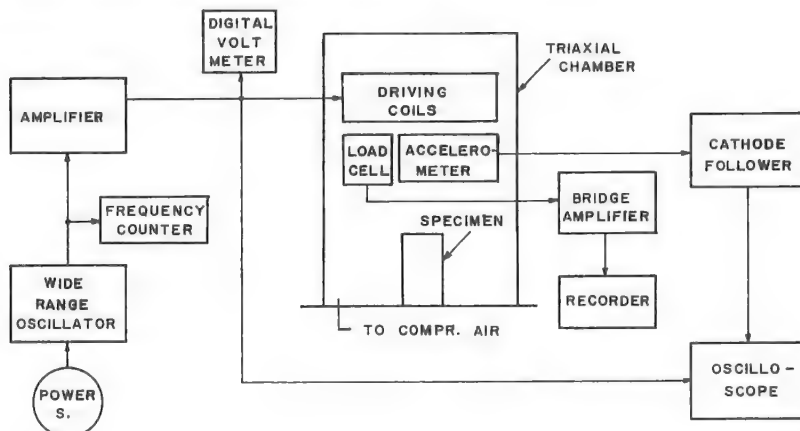 DIGITAL
VOLT
METER
TRIAXIAL
CHAMBER
AMPLIFIER
DRIVING
COILS
LOAD
CELL
ACCELERO-
METER
CATHODE
FOLLOWER
FREQUENCY
COUNTER
SPECIMEN
BRIDGE
AMPLIFIER
WIDE
RANGE
OSCILLATOR
RECORDER
TO COMPR. AIR
POWER
S.
OSCILLO-
SCOPE